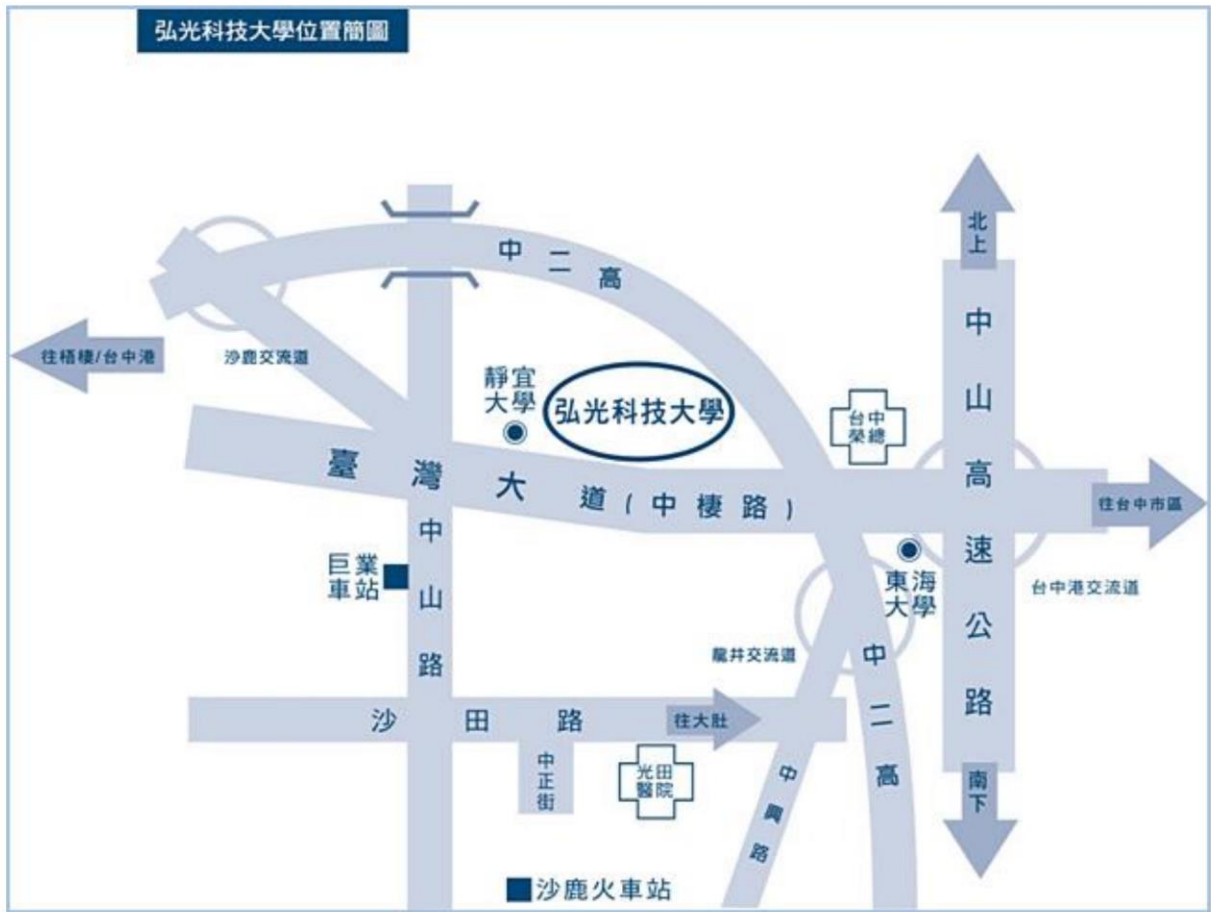 弘光科技大學位置簡圖
北上
中二高
中山高速公路
往梧棲/台中港
沙鹿交流道
靜宜
大學
弘光科技大學
台中
榮總
臺灣大道(中棲路)
往台中市區
中山路
巨業
車站
東海
大學
台中港交流道
龍井交流道
中二高
沙田路
往大肚
中正街
光田
醫院
中興路
南下
沙鹿火車站